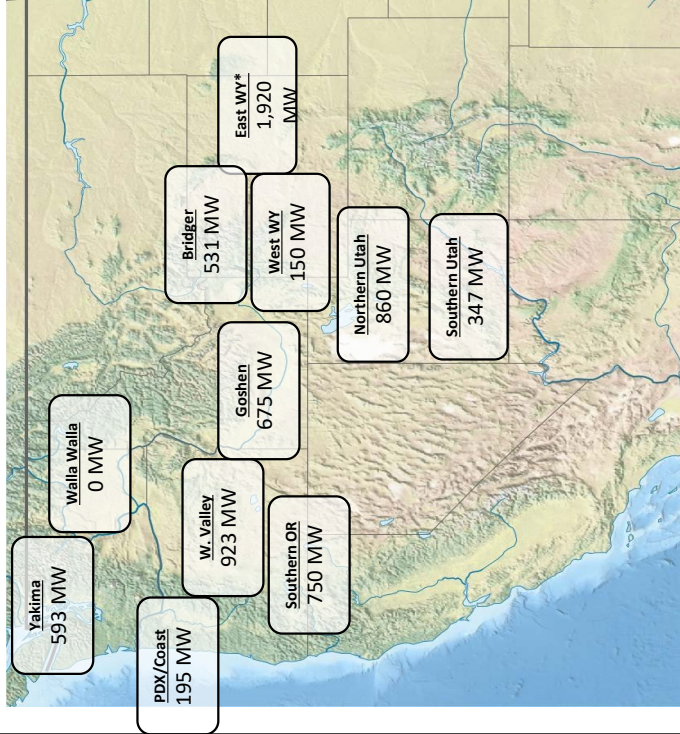 Yakima
593 MW
Walla Walla
0 MW
PDX/Coast
195 MW
W. Valley
923 MW
Southern OR
750 MW
Goshen
675 MW
Bridger
531 MW
West WY
150 MW
East WY*
1,920
MW
Northern Utah
860 MW
Southern Utah
347 MW